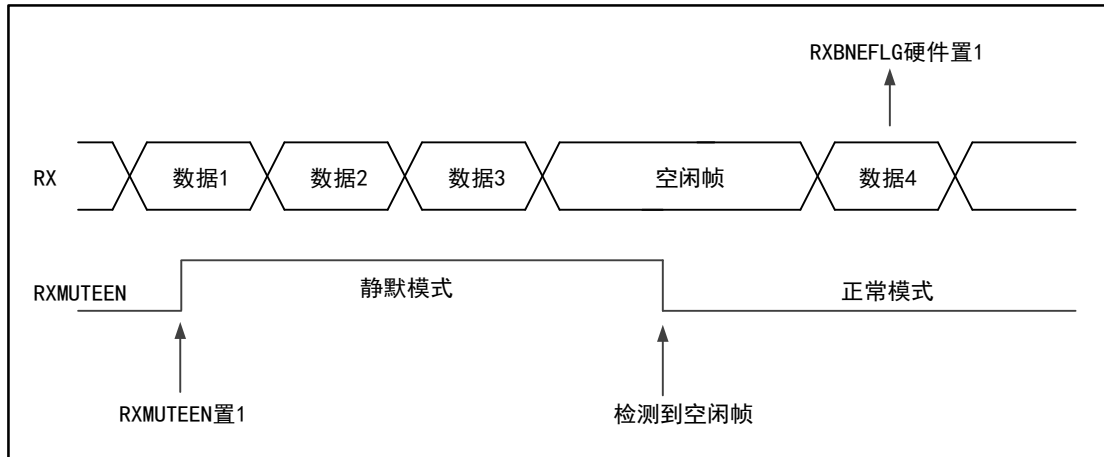 RXBNEFLG硬件置1
RX
数据1
数据2
数据3
空闲帧
数据4
RXMUTEEN
静默模式
正常模式
RXMUTEEN置1
检测到空闲帧